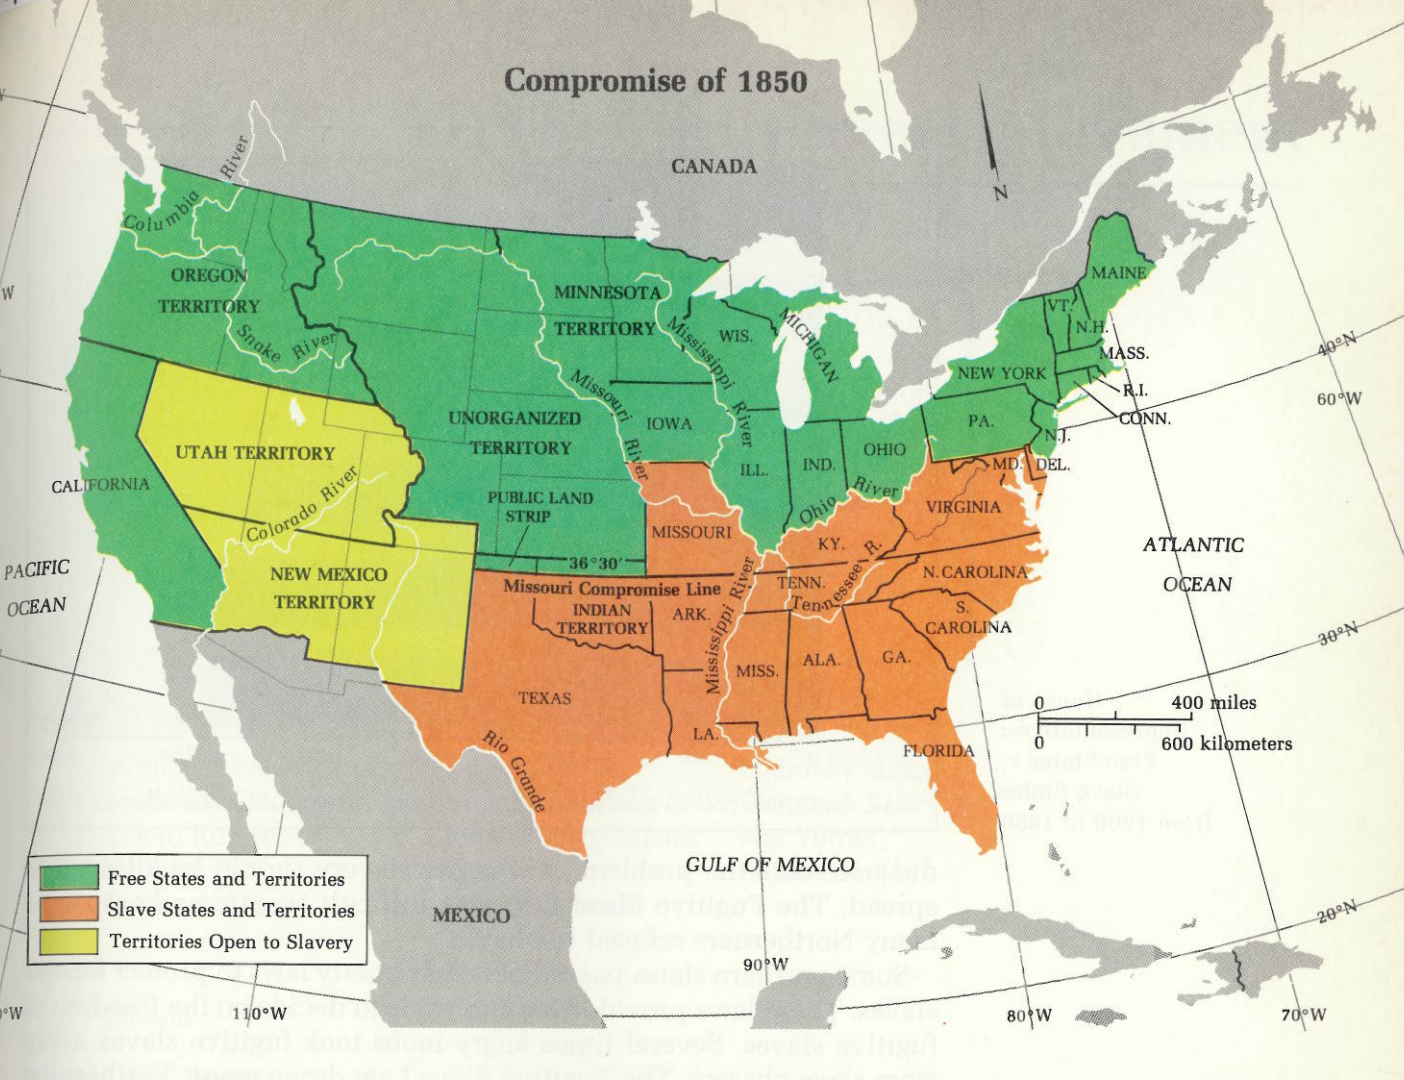 Compromise of 1850
CANADA
N
Columbia
River
OREGON
TERRITORY
Snake River
MINNESOTA
TERRITORY
Mississippi
River
WIS.
MICHIGAN
MAINE
VT.
N.H.
MASS.
R.I.
CONN.
NEW YORK
PA.
N.J.
40°N
60°W
W
UNORGANIZED
TERRITORY
Missouri
River
IOWA
UTAH TERRITORY
Colorado River
CALIFORNIA
PUBLIC LAND
STRIP
ILL.
IND.
OHIO
Ohio River
MD.
DEL.
VIRGINIA
MISSOURI
KY.
36°30'
Missouri Compromise Line
NEW MEXICO
TERRITORY
PACIFIC
OCEAN
ATLANTIC
OCEAN
INDIAN
TERRITORY
ARK.
TENN.
Tennessee R.
N. CAROLINA
S.
CAROLINA
Mississippi River
MISS.
ALA.
GA.
30°N
TEXAS
LA.
FLORIDA
0 400 miles
0 600 kilometers
Rio Grande
GULF OF MEXICO
MEXICO
Free States and Territories
Slave States and Territories
Territories Open to Slavery
20°N
110°W
90°W
80°W
70°W